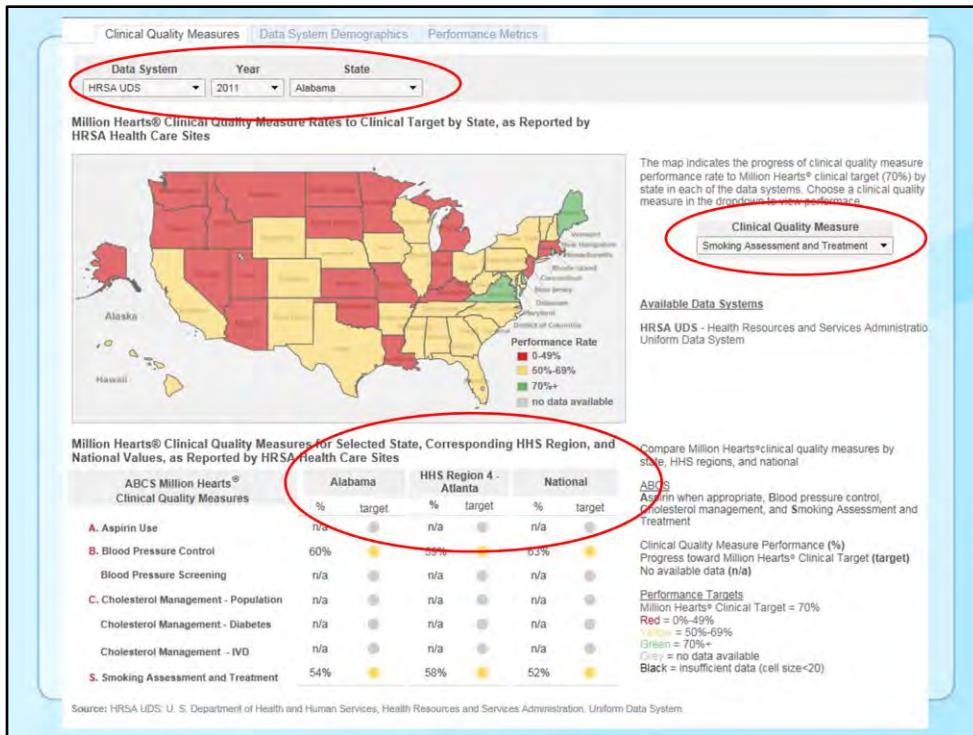 Clinical Quality Measures Data System Demographics Performance Metrics
Data System Year State
HRSA UDS 2011 Alabama
Million Hearts® Clinical Quality Measure Rates to Clinical Target by State, as Reported by
HRSA Health Care Sites
The map indicates the progress of clinical quality measure
performance rate to Million Hearts® clinical target (70%) by
state in each of the data systems. Choose a clinical quality
measure in the dropdown to view performance
Clinical Quality Measure
Smoking Assessment and Treatment
Vermont
New Hampshire
Massachusetts
Rhode Island
Connecticut
New Jersey
Delaware
Maryland
District of Columbia
Alaska
Hawaii
Performance Rate
0-49%
50%-69%
70%+
no data available
Available Data Systems
HRSA UDS - Health Resources and Services Administratio
Uniform Data System
Million Hearts® Clinical Quality Measures for Selected State, Corresponding HHS Region, and
National Values, as Reported by HRSA Health Care Sites
ABCS Million Hearts®
Clinical Quality Measures
Alabama HHS Region 4 -
Atlanta National
% target % target % target
A. Aspirin Use n/a n/a n/a
B. Blood Pressure Control 60% 59% 63%
Blood Pressure Screening n/a n/a n/a
C. Cholesterol Management - Population n/a n/a n/a
Cholesterol Management - Diabetes n/a n/a n/a
Cholesterol Management - IVD n/a n/a n/a
S. Smoking Assessment and Treatment 54% 58% 52%
Compare Million Hearts®clinical quality measures by
state, HHS regions, and national
ABCS
Aspirin when appropriate, Blood pressure control,
Cholesterol management, and Smoking Assessment and
Treatment
Clinical Quality Measure Performance (%)
Progress toward Million Hearts® Clinical Target (target)
No available data (n/a)
Performance Targets
Million Hearts® Clinical Target = 70%
Red = 0%-49%
Yellow = 50%-69%
Green = 70%+
Grey = no data available
Black = insufficient data (cell size<20)
Source: HRSA UDS: U. S. Department of Health and Human Services, Health Resources and Services Administration, Uniform Data System